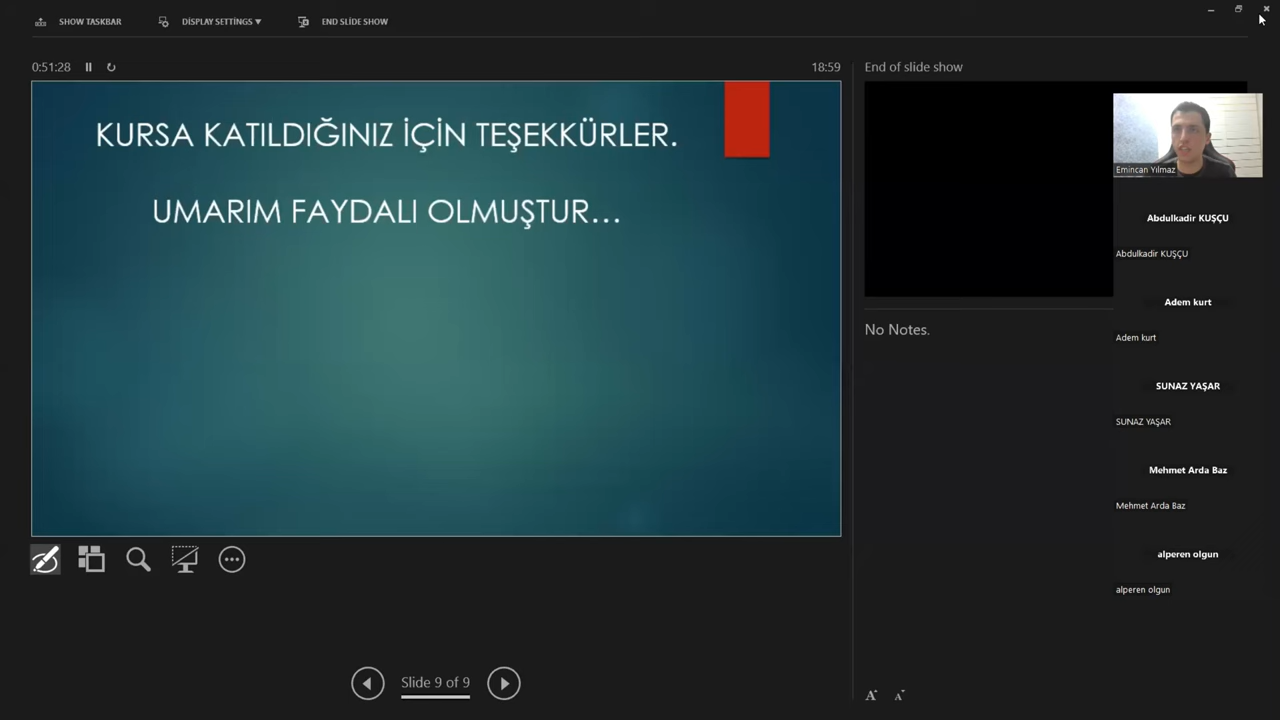 SHOW TASKBAR
DİSPLAY SETTİNGS ▾
END SLİDE SHOW
0:51:28
18:59
KURSA KATILDIĞINIZ İÇİN TEŞEKKÜRLER.
UMARIM FAYDALI OLMUŞTUR...
Slide 9 of 9
End of slide show
No Notes.
A
A
Emincan Yılmaz
Abdulkadir KUŞÇU
Abdulkadir KUŞÇU
Adem kurt
Adem kurt
SUNAZ YAŞAR
SUNAZ YAŞAR
Mehmet Arda Baz
Mehmet Arda Baz
alperen olgun
alperen olgun